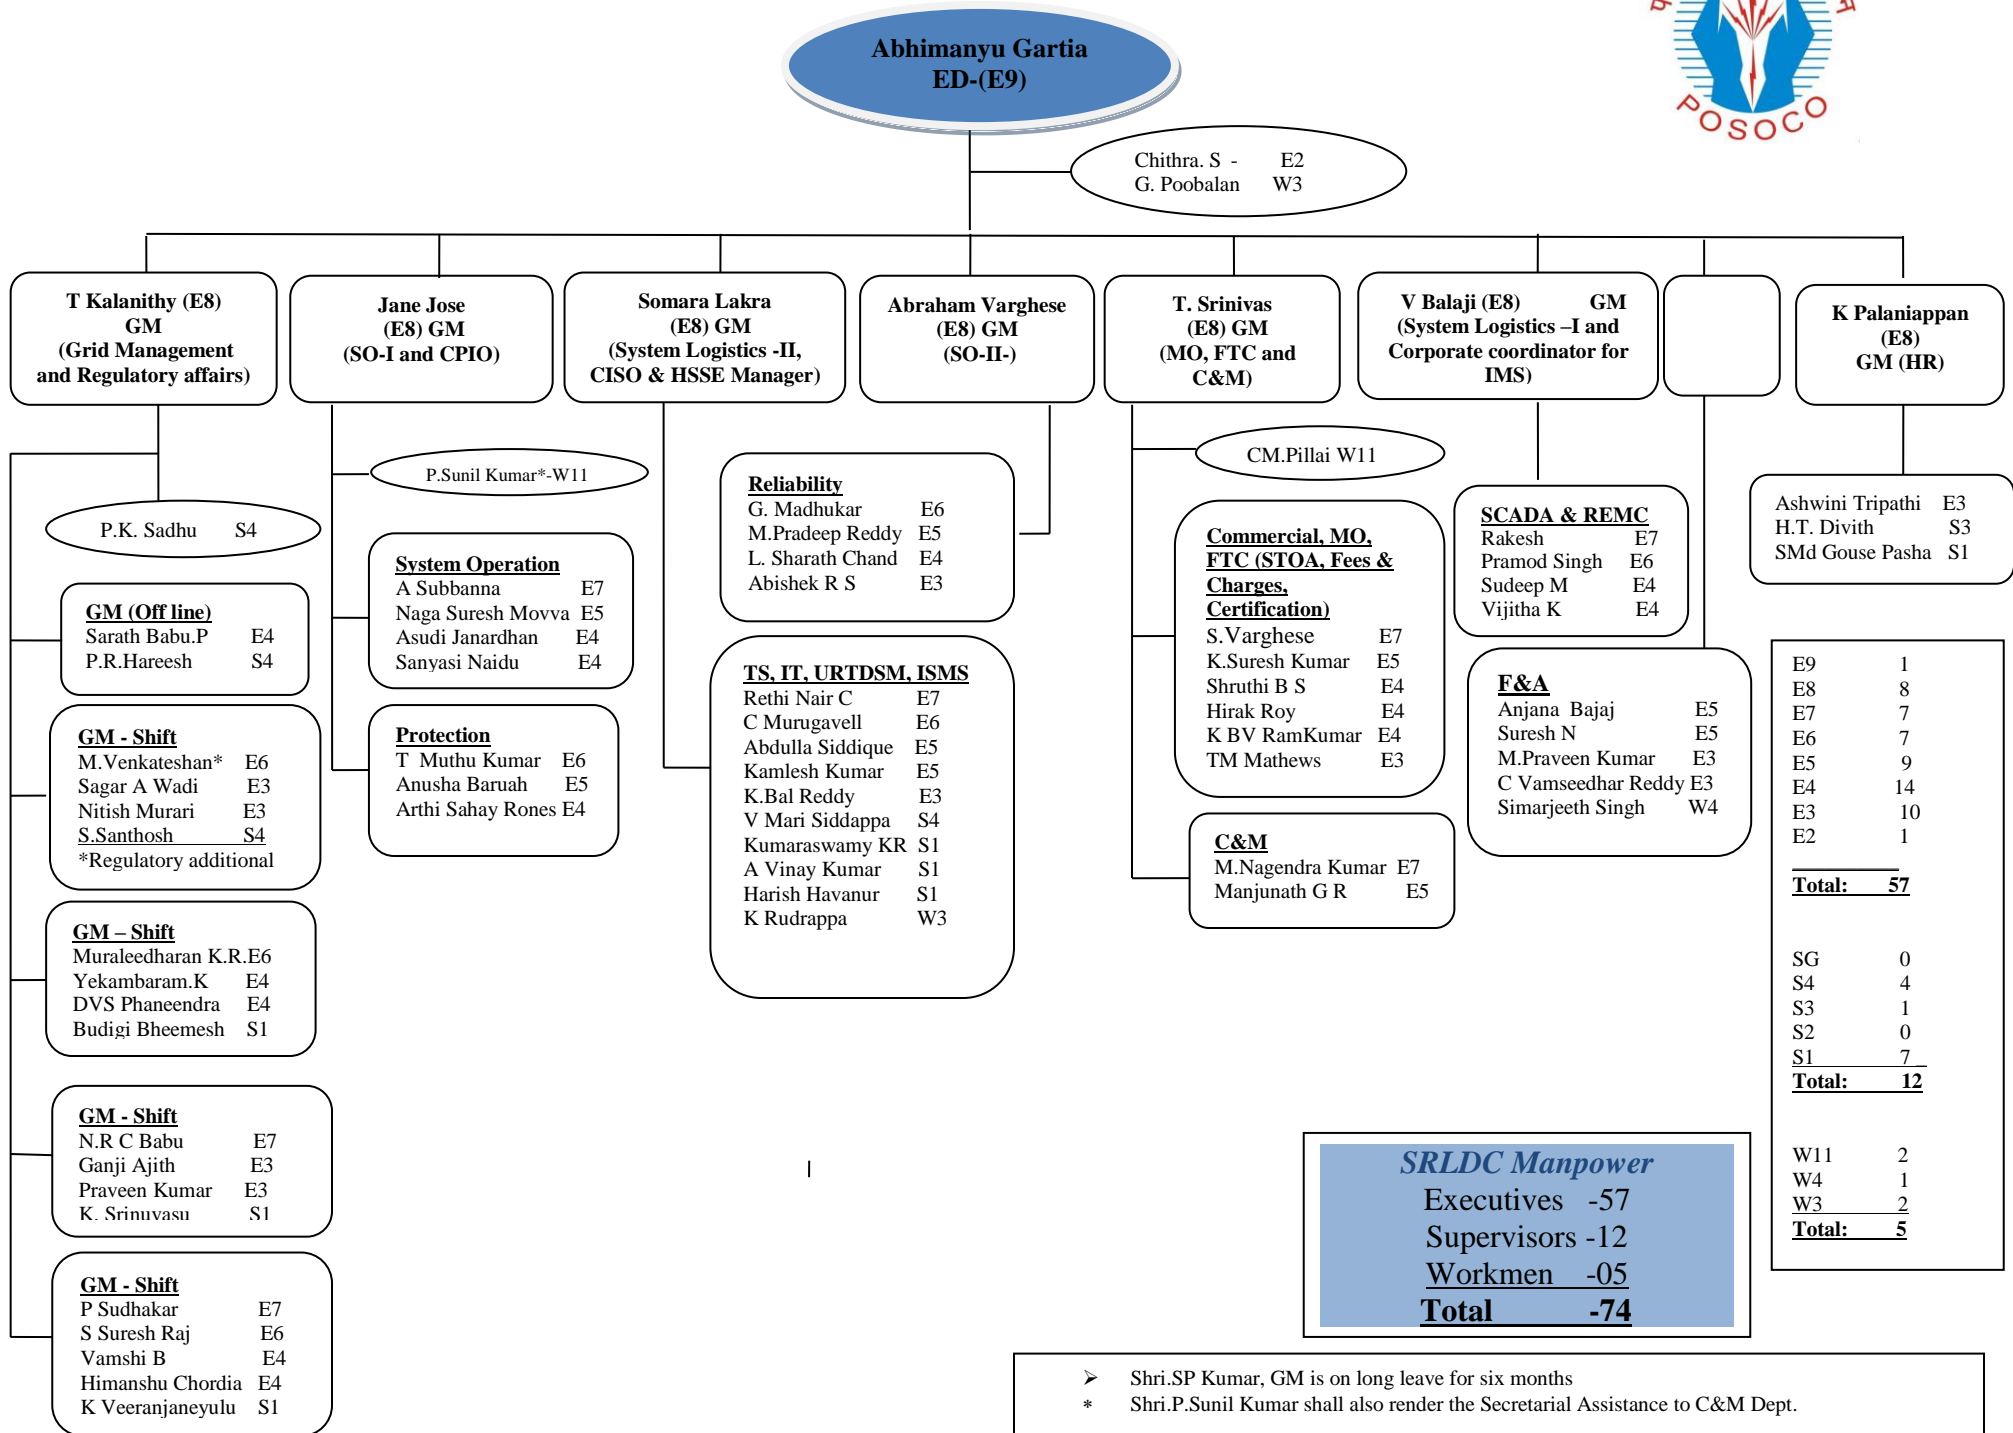 Abhimanyu Gartia
ED-(E9)
POSOCO
Chithra. S - E2
G. Poobalan W3
T Kalanithy (E8)
GM
(Grid Management
and Regulatory affairs)
Jane Jose
(E8) GM
(SO-I and CPIO)
Somara Lakra
(E8) GM
(System Logistics -II,
CISO & HSSE Manager)
Abraham Varghese
(E8) GM
(SO-II-)
T. Srinivas
(E8) GM
(MO, FTC and
C&M)
V Balaji (E8) GM
(System Logistics –I and
Corporate coordinator for
IMS)
K Palaniappan
(E8)
GM (HR)
P.K. Sadhu S4
GM (Off line)
Sarath Babu.P E4
P.R.Hareesh S4
GM - Shift
M.Venkateshan* E6
Sagar A Wadi E3
Nitish Murari E3
S.Santhosh S4
*Regulatory additional
GM – Shift
Muraleedharan K.R.E6
Yekambaram.K E4
DVS Phaneendra E4
Budigi Bheemesh S1
GM - Shift
N.R C Babu E7
Ganji Ajith E3
Praveen Kumar E3
K. Srinuvasu S1
GM - Shift
P Sudhakar E7
S Suresh Raj E6
Vamshi B E4
Himanshu Chordia E4
K Veeranjaneyulu S1
P.Sunil Kumar*-W11
System Operation
A Subbanna E7
Naga Suresh Movva E5
Asudi Janardhan E4
Sanyasi Naidu E4
Protection
T Muthu Kumar E6
Anusha Baruah E5
Arthi Sahay Rones E4
Reliability
G. Madhukar E6
M.Pradeep Reddy E5
L. Sharath Chand E4
Abishek R S E3
TS, IT, URTDSM, ISMS
Rethi Nair C E7
C Murugavell E6
Abdulla Siddique E5
Kamlesh Kumar E5
K.Bal Reddy E3
V Mari Siddappa S4
Kumaraswamy KR S1
A Vinay Kumar S1
Harish Havanur S1
K Rudrappa W3
CM.Pillai W11
Commercial, MO,
FTC (STOA, Fees &
Charges,
Certification)
S.Varghese E7
K.Suresh Kumar E5
Shruthi B S E4
Hirak Roy E4
K BV RamKumar E4
TM Mathews E3
C&M
M.Nagendra Kumar E7
Manjunath G R E5
SCADA & REMC
Rakesh E7
Pramod Singh E6
Sudeep M E4
Vijitha K E4
F&A
Anjana Bajaj E5
Suresh N E5
M.Praveen Kumar E3
C Vamseedhar Reddy E3
Simarjeeth Singh W4
Ashwini Tripathi E3
H.T. Divith S3
SMd Gouse Pasha S1
E9 1
E8 8
E7 7
E6 7
E5 9
E4 14
E3 10
E2 1
Total: 57
SG 0
S4 4
S3 1
S2 0
S1 7
Total: 12
W11 2
W4 1
W3 2
Total: 5
SRLDC Manpower
Executives -57
Supervisors -12
Workmen -05
Total -74
➢ Shri.SP Kumar, GM is on long leave for six months
* Shri.P.Sunil Kumar shall also render the Secretarial Assistance to C&M Dept.